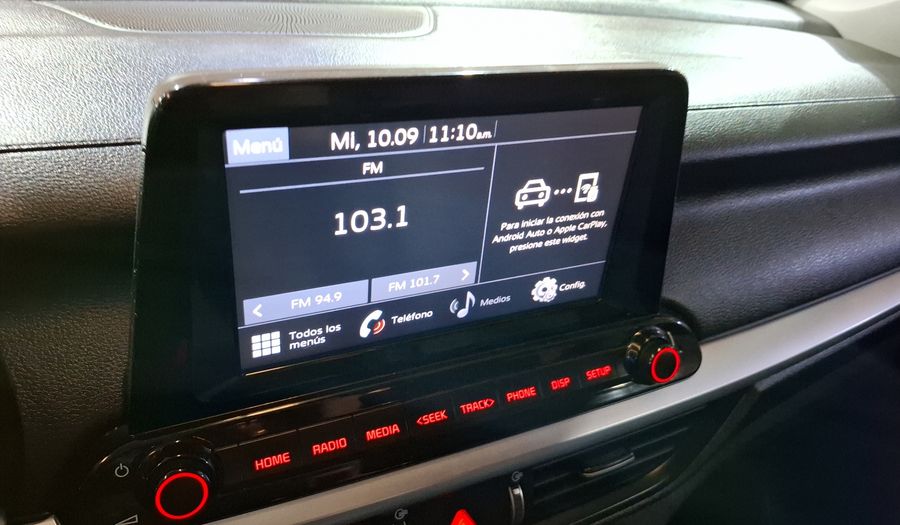 Menú
Mi, 10.09 11:10a.m.
FM
103.1
Para iniciar la conexión con
Android Auto o Apple CarPlay,
presione este widget.
< FM 94.9
FM 101.7 >
Todos los
menús
Teléfono
Medios
Config.
HOME
RADIO
MEDIA
<SEEK
TRACK>
PHONE
DISP
SETUP